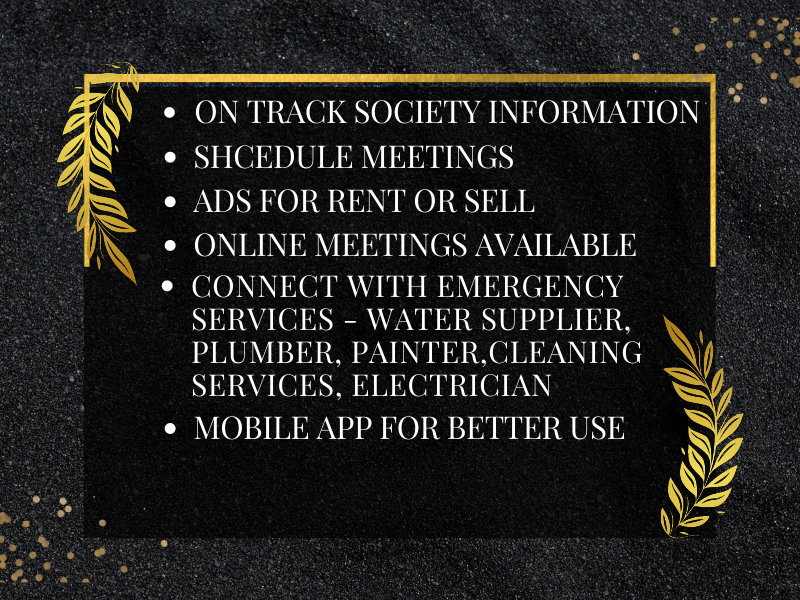 • ON TRACK SOCIETY INFORMATION
• SHCEDULE MEETINGS
• ADS FOR RENT OR SELL
• ONLINE MEETINGS AVAILABLE
• CONNECT WITH EMERGENCY
SERVICES – WATER SUPPLIER,
PLUMBER, PAINTER,CLEANING
SERVICES, ELECTRICIAN
• MOBILE APP FOR BETTER USE